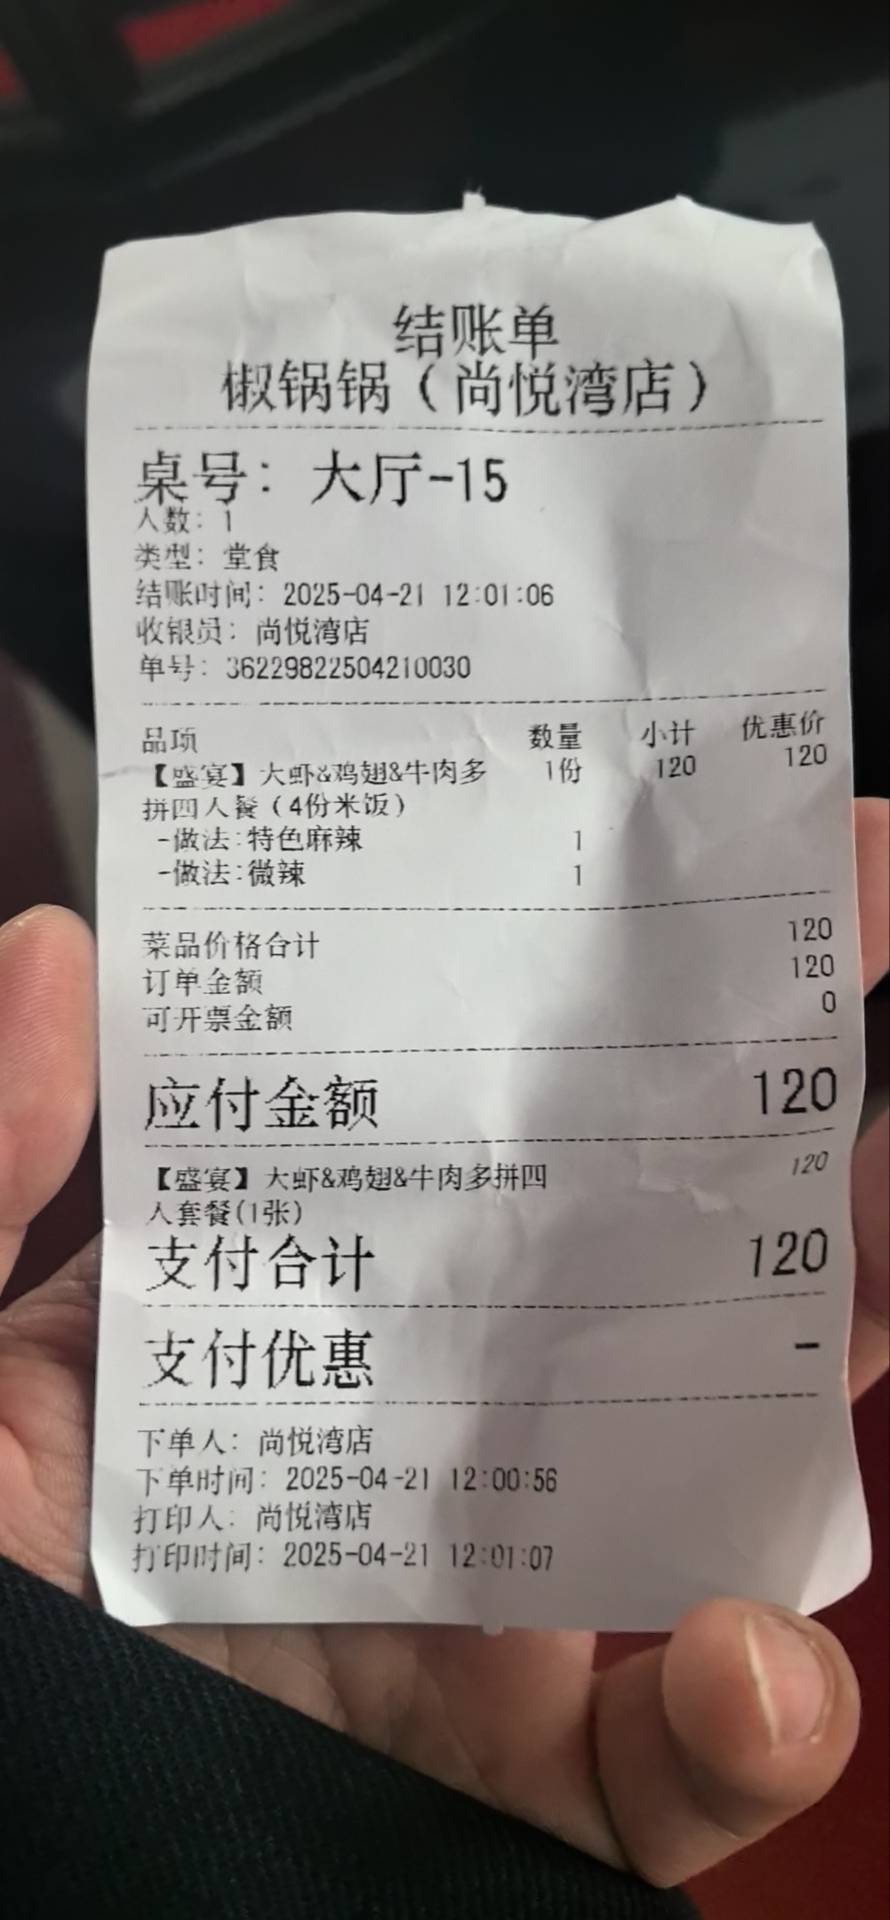 结账单
椒锅锅（尚悦湾店）
桌号：大厅-15
人数：1
类型：堂食
结账时间：2025-04-21 12:01:06
收银员：尚悦湾店
单号：36229822504210030
品项 数量 小计 优惠价
【盛宴】大虾&鸡翅&牛肉多 1份 120 120
拼四人餐（4份米饭）
-做法:特色麻辣 1
-做法:微辣 1
菜品价格合计 120
订单金额 120
可开票金额 0
应付金额 120
【盛宴】大虾&鸡翅&牛肉多拼四 120
人套餐(1张)
支付合计 120
支付优惠 -
下单人：尚悦湾店
下单时间：2025-04-21 12:00:56
打印人：尚悦湾店
打印时间：2025-04-21 12:01:07